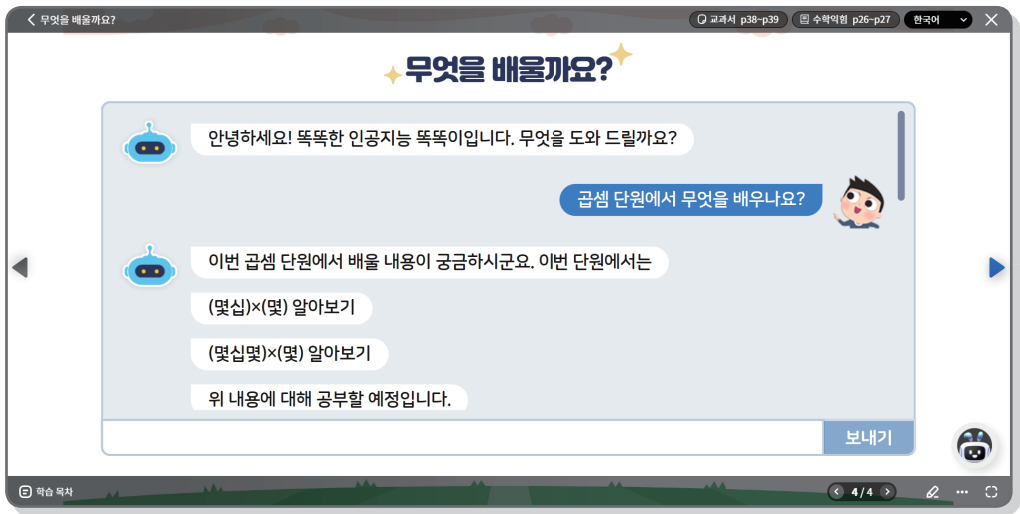 무엇을 배울까요?
교과서 p38~p39
수학익힘 p26~p27
한국어
무엇을 배울까요?
안녕하세요! 똑똑한 인공지능 똑똑이입니다. 무엇을 도와 드릴까요?
곱셈 단원에서 무엇을 배우나요?
이번 곱셈 단원에서 배울 내용이 궁금하시군요. 이번 단원에서는
(몇십)×(몇) 알아보기
(몇십몇)×(몇) 알아보기
위 내용에 대해 공부할 예정입니다.
보내기
학습 목차
4 / 4